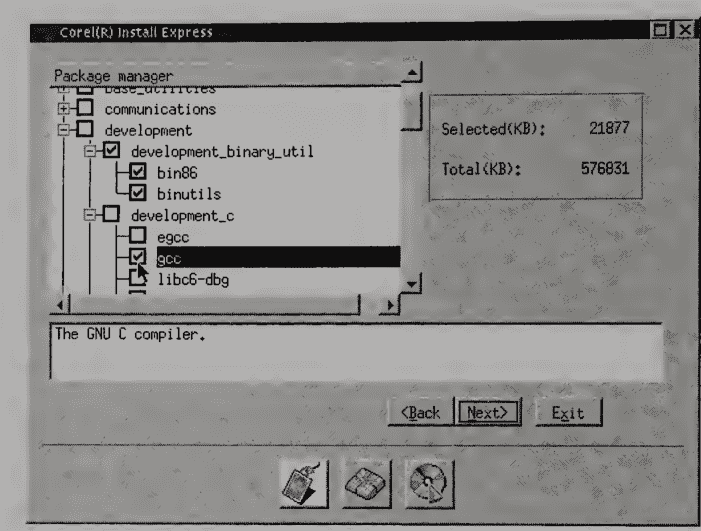 Corel(R) Install Express
Package manager
base_utilities
communications
development
development_binary_util
bin86
binutils
development_c
egcc
gcc
libc6-dbg
Selected(KB): 21877
Total(KB): 576831
The GNU C compiler.
<Back Next> Exit